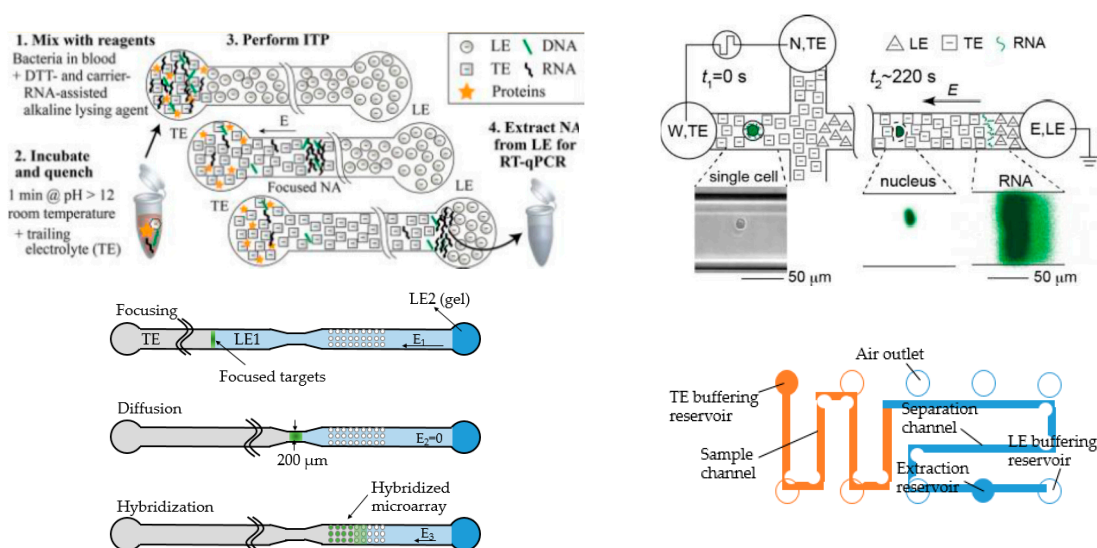 1. Mix with reagents
Bacteria in blood
+ DTT- and carrier-
RNA-assisted
alkaline lysing agent
2. Incubate
and quench
1 min @ pH > 12
room temperature
+ trailing
electrolyte (TE)
3. Perform ITP
LE
DNA
TE
RNA
Proteins
TE
LE
E
Focused NA
TE
LE
4. Extract NA
from LE for
RT-qPCR
N,TE
LE
TE
RNA
t1=0 s
t2~220 s
E
W,TE
E,LE
single cell
nucleus
RNA
50 μm
50 μm
Focusing
LE2 (gel)
TE
LE1
E1
Focused targets
Diffusion
E2=0
200 μm
Hybridization
Hybridized
microarray
E3
Air outlet
TE buffering
reservoir
Separation
channel
Sample
channel
LE buffering
reservoir
Extraction
reservoir